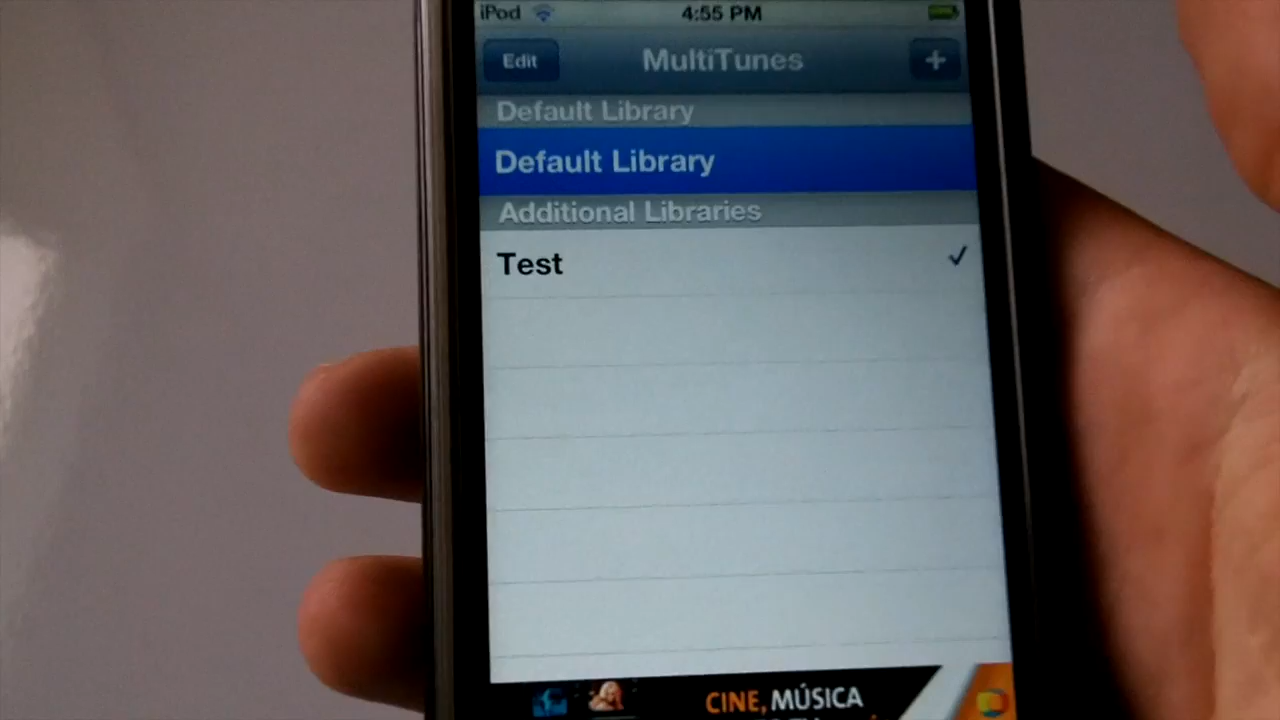 iPod 4:55 PM
Edit MultiTunes +
Default Library
Default Library
Additional Libraries
Test ✓
CINE, MÚSICA